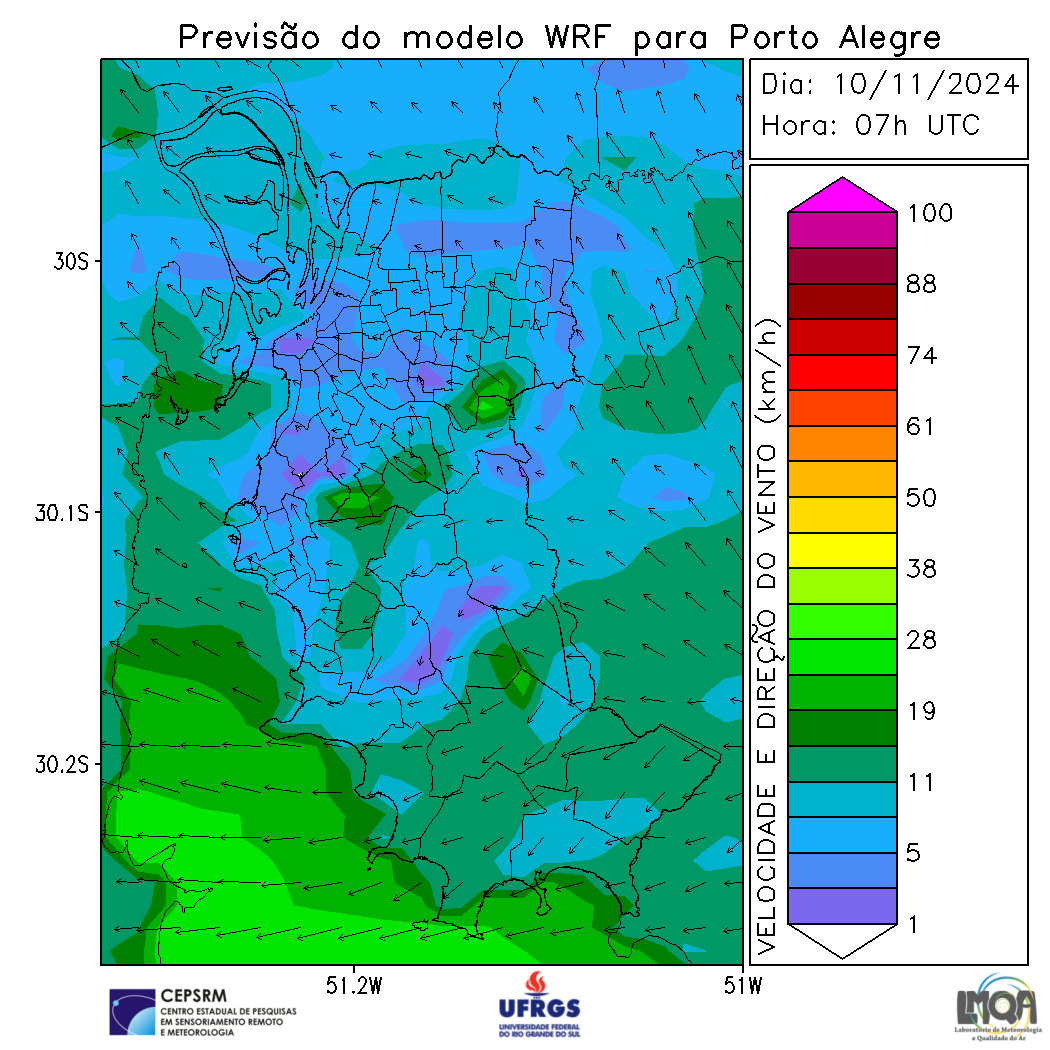 Previsão do modelo WRF para Porto Alegre
Dia: 10/11/2024
Hora: 07h UTC
VELOCIDADE E DIREÇÃO DO VENTO (km/h)
100
88
74
61
50
38
28
19
11
5
1
30S
30.1S
30.2S
51.2W
51W
CEPSRM
CENTRO ESTADUAL DE PESQUISAS
EM SENSORIAMENTO REMOTO
E METEOROLOGIA
UFRGS
UNIVERSIDADE FEDERAL
DO RIO GRANDE DO SUL
LMQA
Laboratório de Meteorologia
e Qualidade do Ar